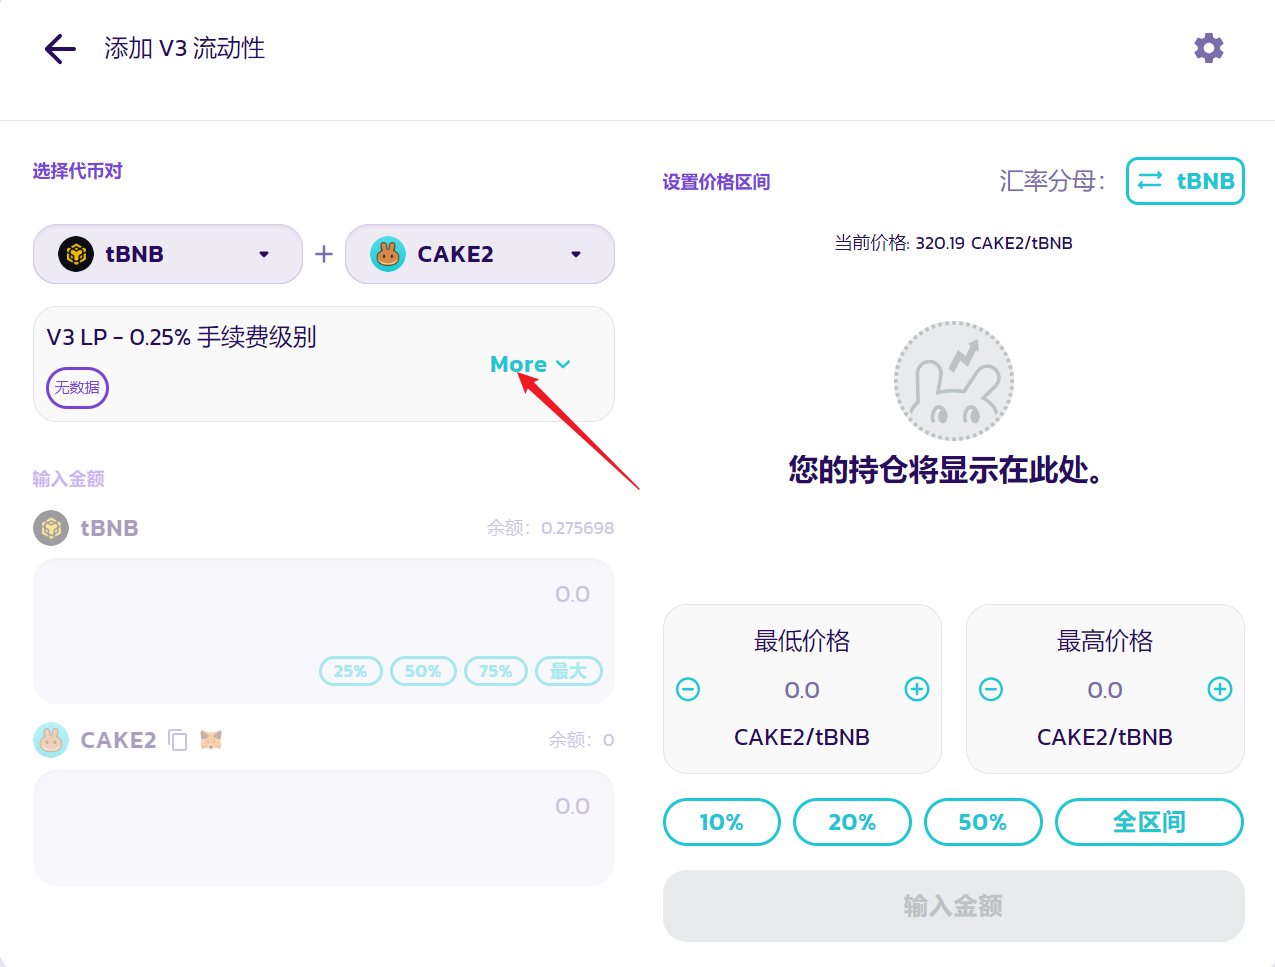 添加 V3 流动性
选择代币对
tBNB + CAKE2
V3 LP - 0.25% 手续费级别
More
无数据
输入金额
tBNB 余额：0.275698
0.0
25% 50% 75% 最大
CAKE2 余额：0
0.0
设置价格区间 汇率分母： tBNB
当前价格: 320.19 CAKE2/tBNB
您的持仓将显示在此处。
最低价格
0.0
CAKE2/tBNB
最高价格
0.0
CAKE2/tBNB
10% 20% 50% 全区间
输入金额